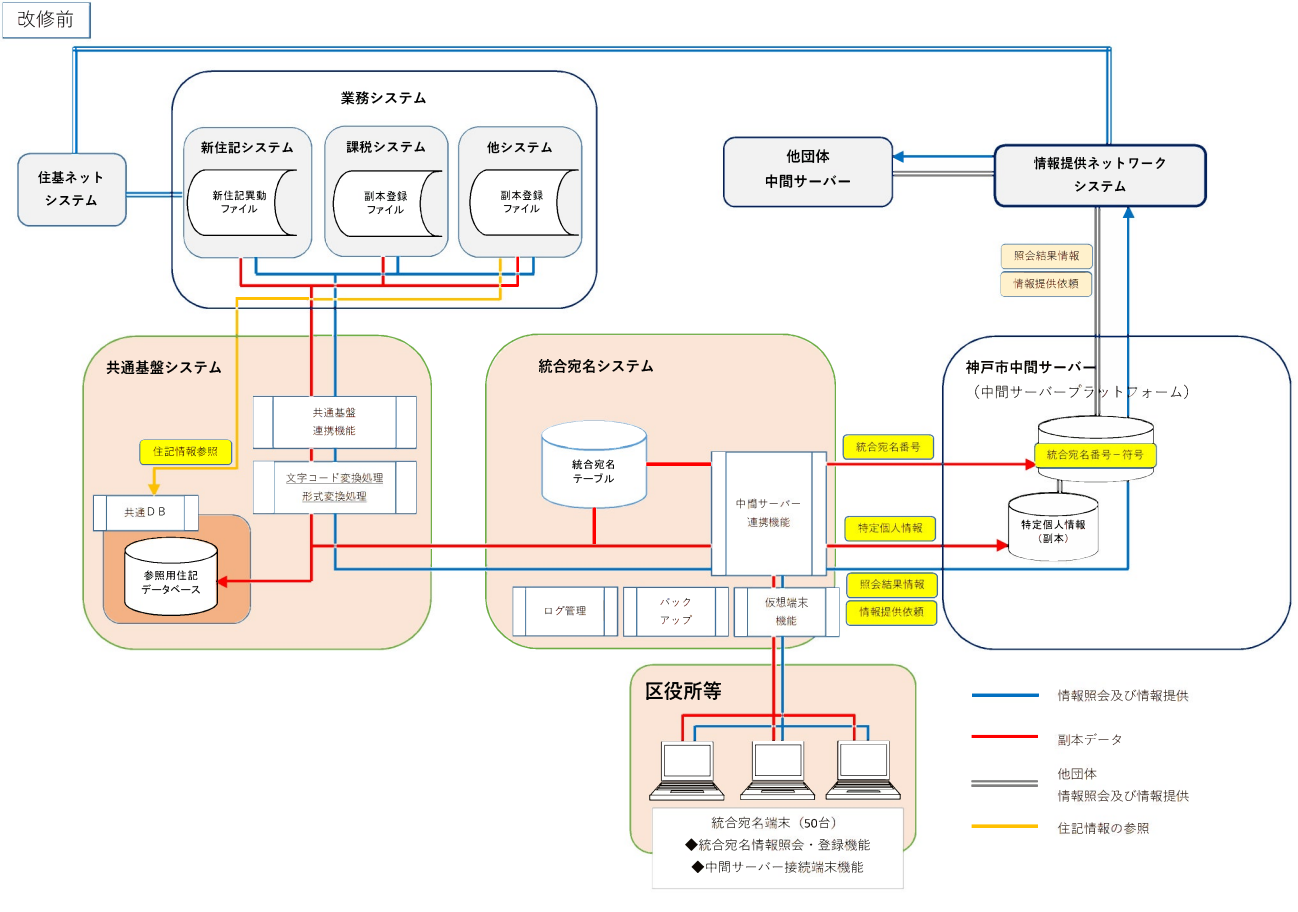 改修前
業務システム
新住記システム
新住記異動
ファイル
課税システム
副本登録
ファイル
他システム
副本登録
ファイル
住基ネット
システム
他団体
中間サーバー
情報提供ネットワーク
システム
照会結果情報
情報提供依頼
共通基盤システム
共通基盤
連携機能
文字コード変換処理
形式変換処理
住記情報参照
共通ＤＢ
参照用住記
データベース
統合宛名システム
統合宛名
テーブル
中間サーバー
連携機能
ログ管理
バック
アップ
仮想端末
機能
統合宛名番号
特定個人情報
照会結果情報
情報提供依頼
神戸市中間サーバー
（中間サーバープラットフォーム）
統合宛名番号－符号
特定個人情報
（副本）
区役所等
統合宛名端末（50台）
◆統合宛名情報照会・登録機能
◆中間サーバー接続端末機能
情報照会及び情報提供
副本データ
他団体
情報照会及び情報提供
住記情報の参照